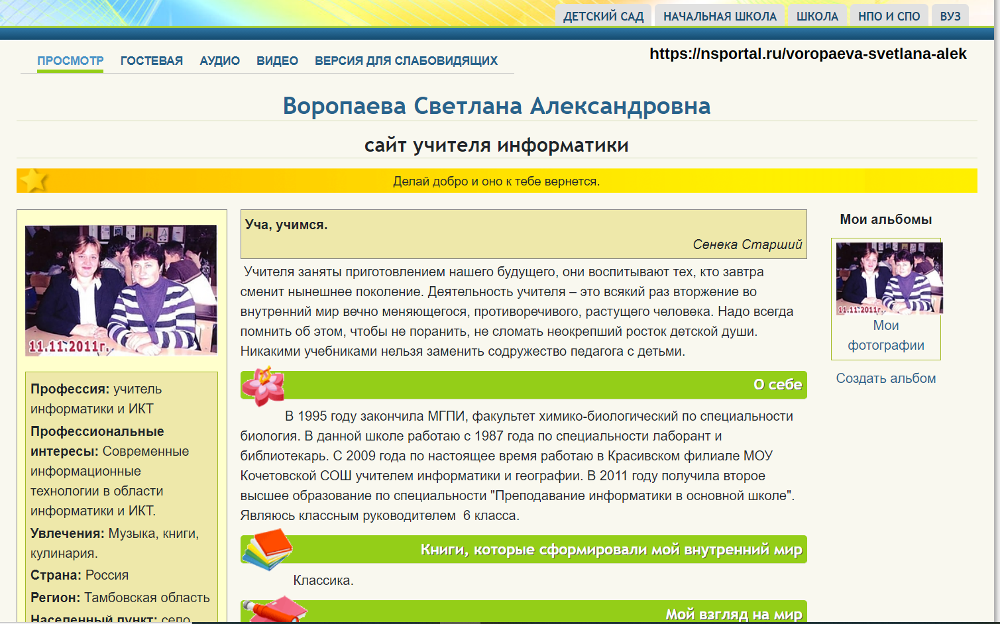 ДЕТСКИЙ САД
НАЧАЛЬНАЯ ШКОЛА
ШКОЛА
НПО И СПО
ВУЗ
ПРОСМОТР
ГОСТЕВАЯ
АУДИО
ВИДЕО
ВЕРСИЯ ДЛЯ СЛАБОВИДЯЩИХ
https://nsportal.ru/voropaeva-svetlana-alek
Воропаева Светлана Александровна
сайт учителя информатики
Делай добро и оно к тебе вернется.
11.11.2011г.
Профессия: учитель
информатики и ИКТ
Профессиональные
интересы: Современные
информационные
технологии в области
информатики и ИКТ.
Увлечения: Музыка, книги,
кулинария.
Страна: Россия
Регион: Тамбовская область
Населенный пункт: село
Уча, учимся.
Сенека Старший
Учителя заняты приготовлением нашего будущего, они воспитывают тех, кто завтра
сменит нынешнее поколение. Деятельность учителя – это всякий раз вторжение во
внутренний мир вечно меняющегося, противоречивого, растущего человека. Надо всегда
помнить об этом, чтобы не поранить, не сломать неокрепший росток детской души.
Никакими учебниками нельзя заменить содружество педагога с детьми.
О себе
В 1995 году закончила МГПИ, факультет химико-биологический по специальности
биология. В данной школе работаю с 1987 года по специальности лаборант и
библиотекарь. С 2009 года по настоящее время работаю в Красивском филиале МОУ
Кочетовской СОШ учителем информатики и географии. В 2011 году получила второе
высшее образование по специальности "Преподавание информатики в основной школе".
Являюсь классным руководителем 6 класса.
Книги, которые сформировали мой внутренний мир
Классика.
Мой взгляд на мир
Мои альбомы
11.11.2011г.
Мои
фотографии
Создать альбом